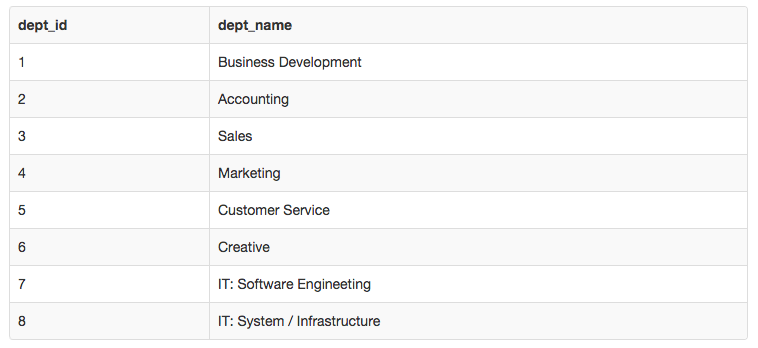 dept_id dept_name
1 Business Development
2 Accounting
3 Sales
4 Marketing
5 Customer Service
6 Creative
7 IT: Software Engineeting
8 IT: System / Infrastructure